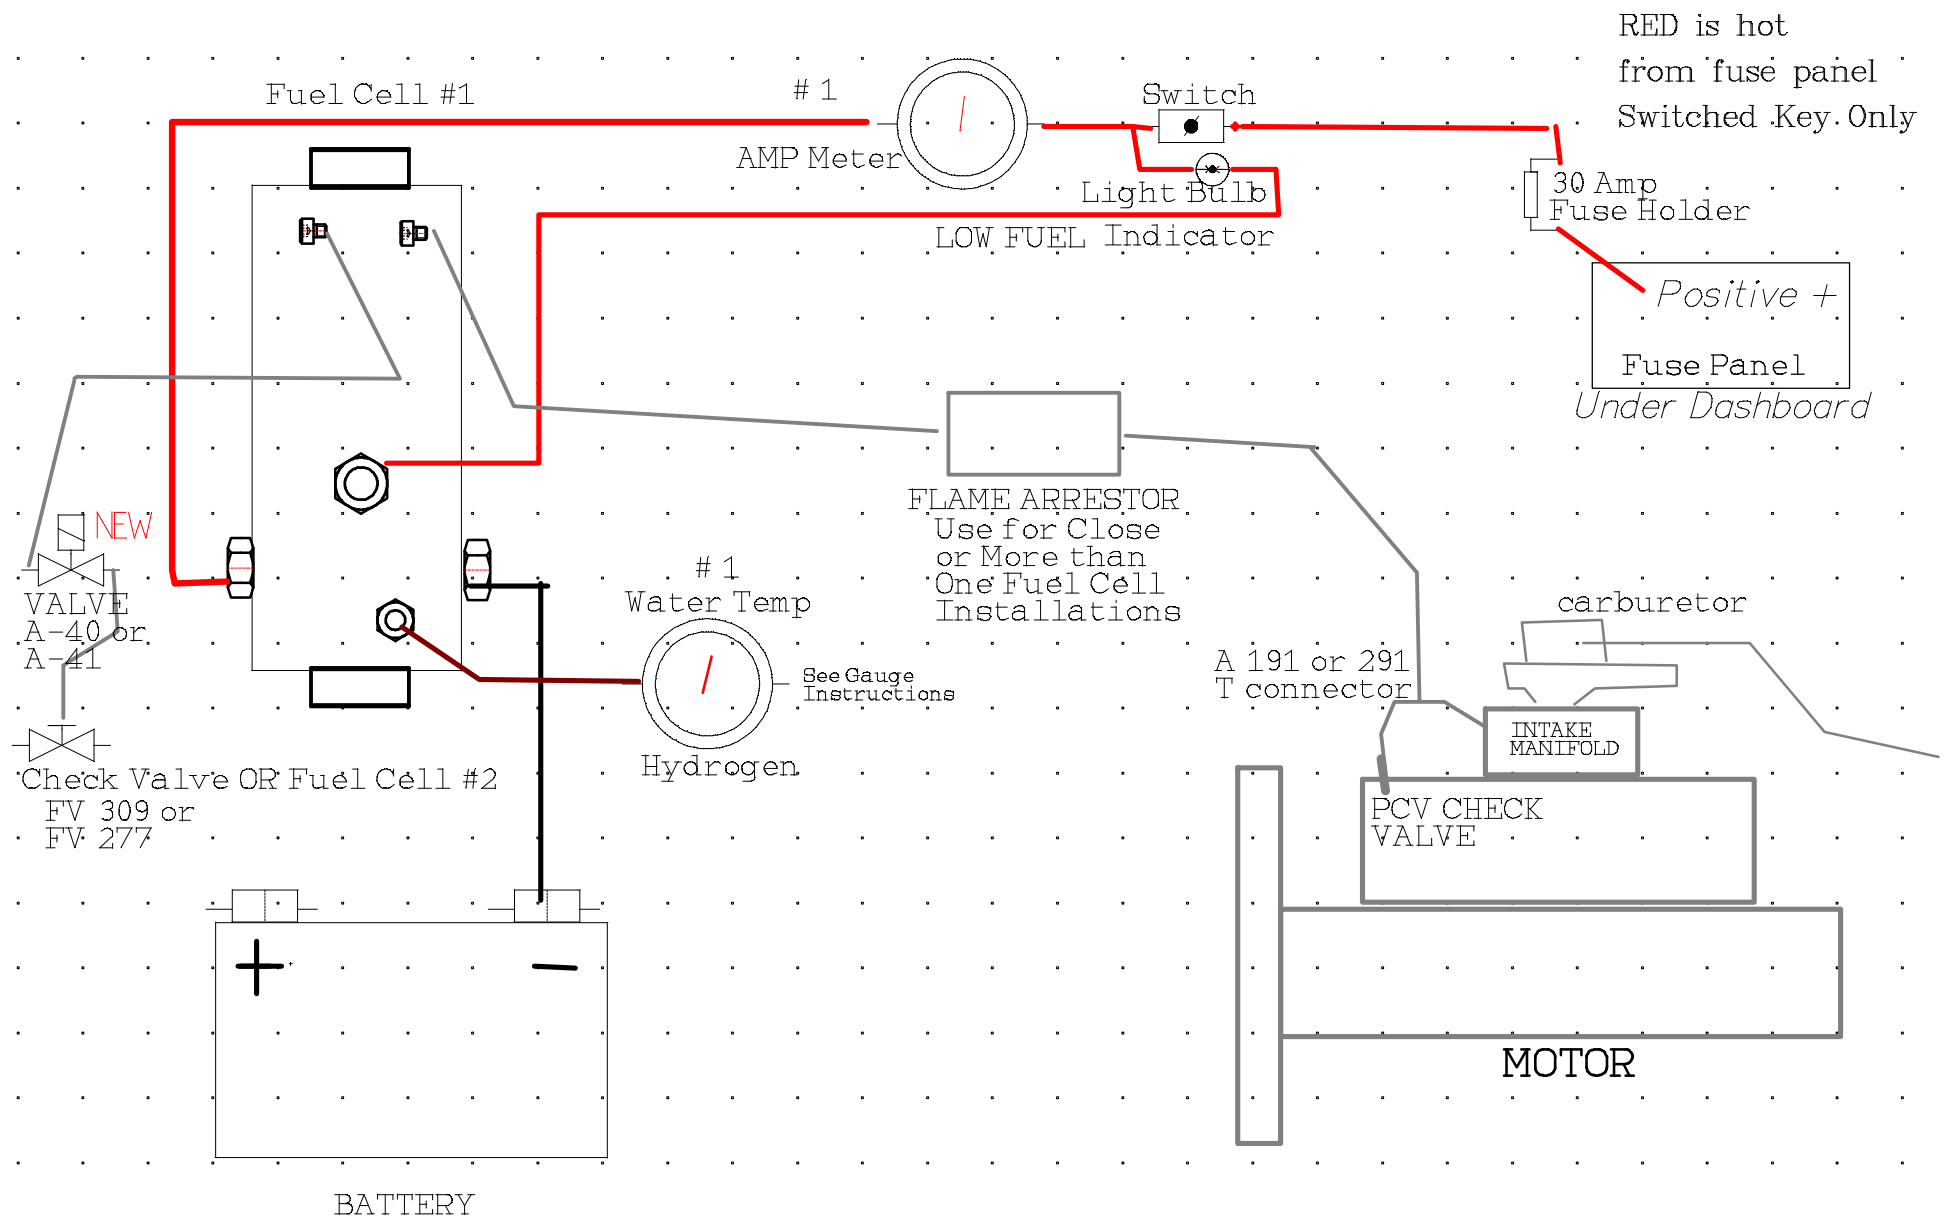 RED is hot
from fuse panel
Switched Key Only
Fuel Cell #1
# 1
AMP Meter
Switch
Light Bulb
LOW FUEL Indicator
30 Amp
Fuse Holder
Positive +
Fuse Panel
Under Dashboard
FLAME ARRESTOR
Use for Close
or More than
One Fuel Cell
Installations
NEW
VALVE
A-40 or
A-41
# 1
Water Temp
See Gauge
Instructions
Hydrogen
Check Valve OR Fuel Cell #2
FV 309 or
FV 277
carburetor
A 191 or 291
T connector
INTAKE
MANIFOLD
PCV CHECK
VALVE
+ −
MOTOR
BATTERY